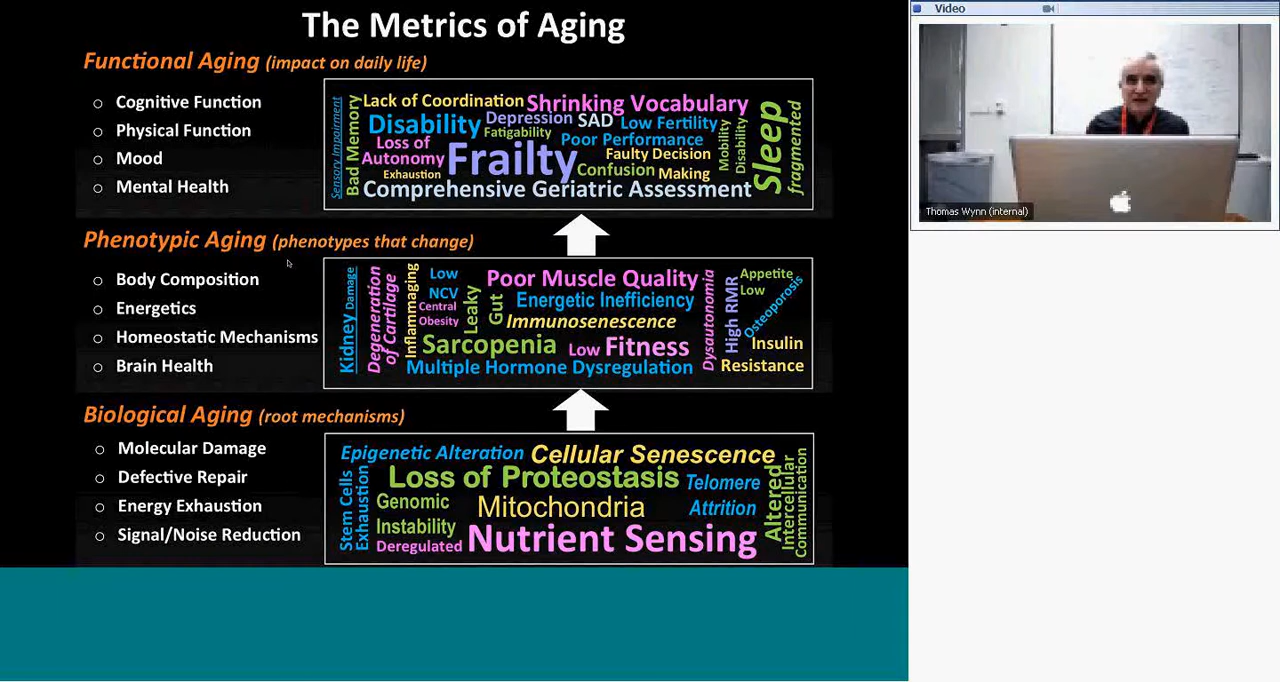 The Metrics of Aging
Functional Aging (impact on daily life)
Cognitive Function
Physical Function
Mood
Mental Health
Sensory Impairment
Bad Memory
Lack of Coordination
Shrinking Vocabulary
Disability
Depression
SAD
Low Fertility
Fatigability
Loss of
Autonomy
Poor Performance
Frailty
Faulty Decision
Making
Exhaustion
Confusion
Comprehensive Geriatric Assessment
Mobility
Disability
Sleep
fragmented
Phenotypic Aging (phenotypes that change)
Body Composition
Energetics
Homeostatic Mechanisms
Brain Health
Kidney Damage
Degeneration
of Cartilage
Inflammaging
Low
NCV
Central
Obesity
Leaky
Gut
Poor Muscle Quality
Energetic Inefficiency
Immunosenescence
Sarcopenia
Low Fitness
Multiple Hormone Dysregulation
Dysautonomia
High RMR
Appetite
Low
Osteoporosis
Insulin
Resistance
Biological Aging (root mechanisms)
Molecular Damage
Defective Repair
Energy Exhaustion
Signal/Noise Reduction
Stem Cells
Exhaustion
Epigenetic Alteration
Cellular Senescence
Loss of Proteostasis
Telomere
Attrition
Genomic
Instability
Mitochondria
Deregulated Nutrient Sensing
Altered
Intercellular
Communication
Video
Thomas Wynn (internal)